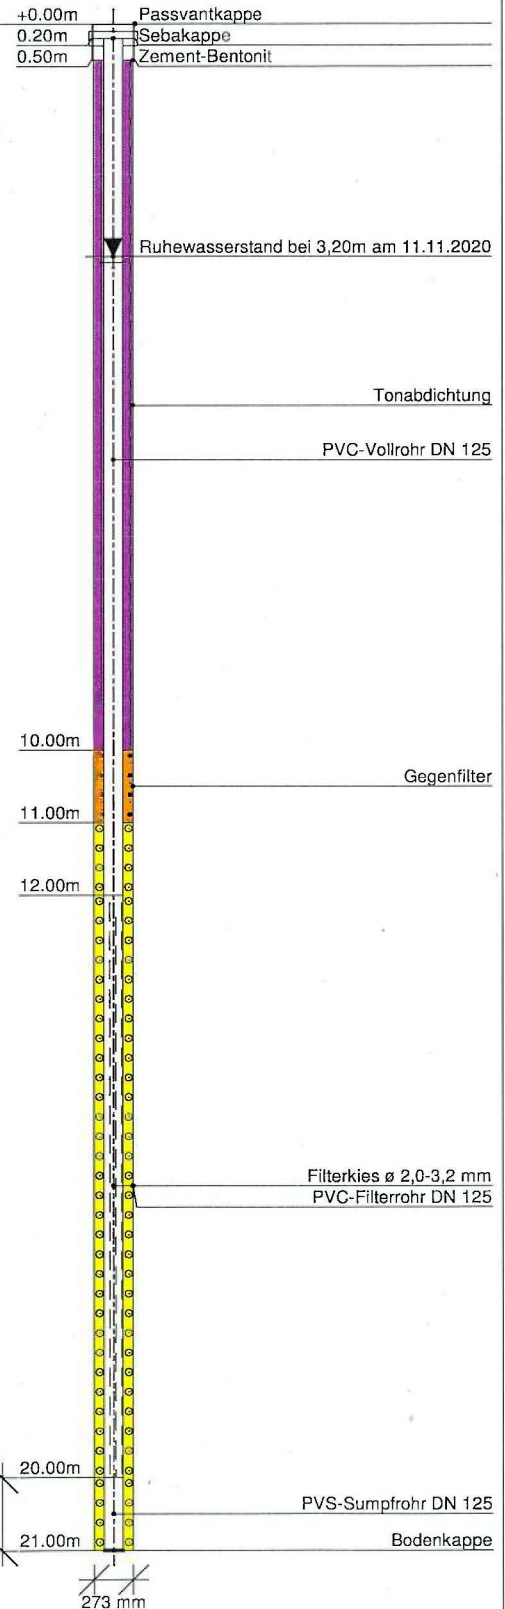 +0.00m Passvantkappe
0.20m Sebakappe
0.50m Zement-Bentonit
Ruhewasserstand bei 3,20m am 11.11.2020
Tonabdichtung
PVC-Vollrohr DN 125
10.00m
Gegenfilter
11.00m
12.00m
Filterkies ø 2,0-3,2 mm
PVC-Filterrohr DN 125
20.00m
PVS-Sumpfrohr DN 125
21.00m Bodenkappe
273 mm